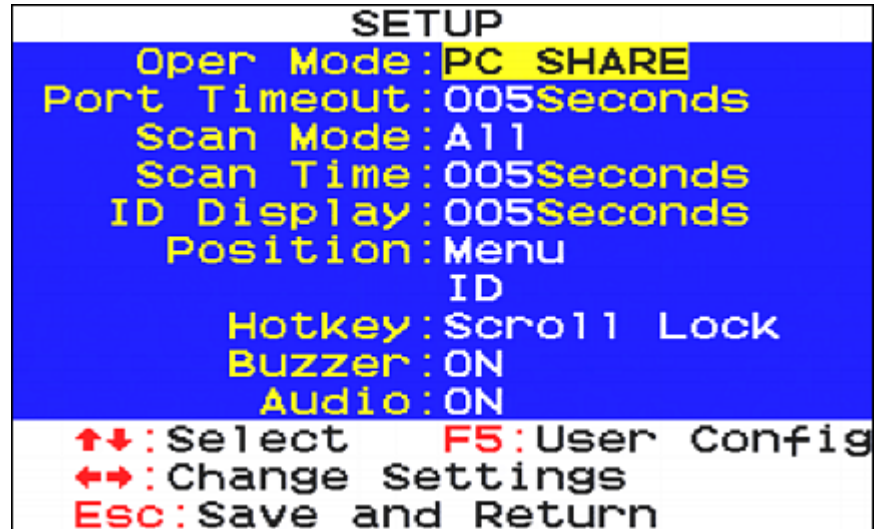 SETUP
Oper Mode:PC SHARE
Port Timeout:005Seconds
Scan Mode:All
Scan Time:005Seconds
ID Display:005Seconds
Position:Menu
ID
Hotkey:Scroll Lock
Buzzer:ON
Audio:ON
↑↓:Select F5:User Config
←→:Change Settings
Esc:Save and Return